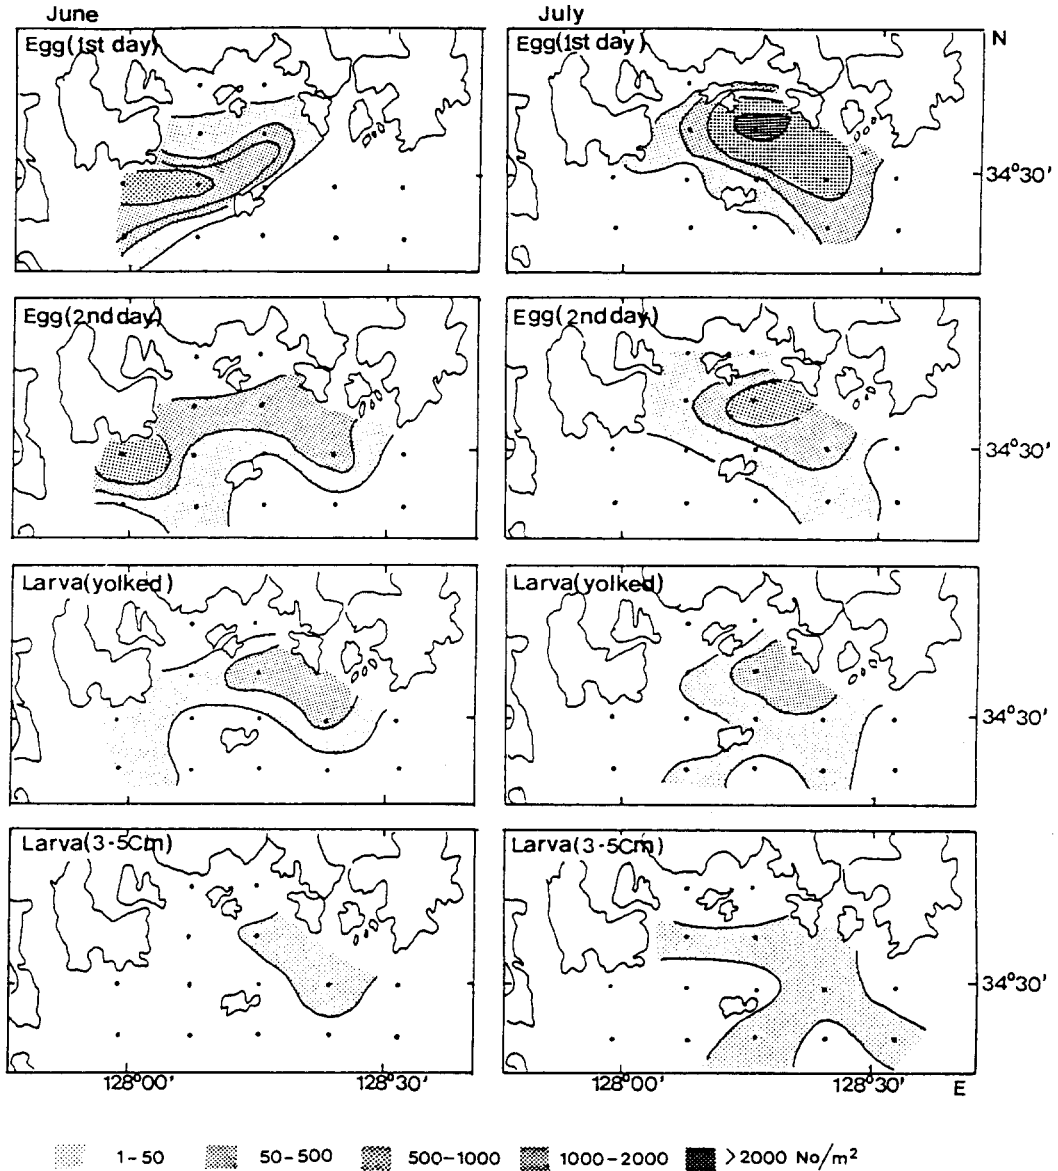 June
July
Egg(1st day)
Egg(1st day)
N
34°30'
Egg(2nd day)
Egg(2nd day)
34°30'
Larva(yolked)
Larva(yolked)
34°30'
Larva(3-5Cm)
Larva(3-5Cm)
34°30'
128°00' 128°30' 128°00' 128°30' E
1-50 50-500 500-1000 1000-2000 >2000 No/m²